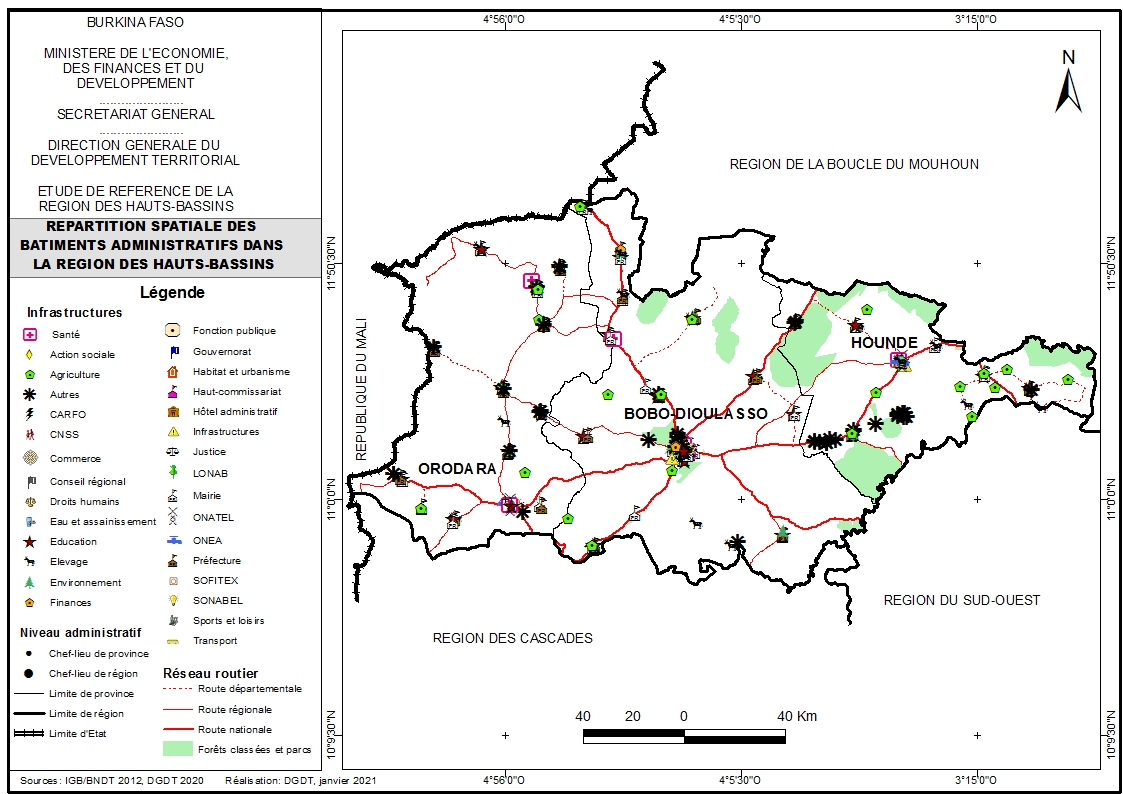 BURKINA FASO
MINISTERE DE L'ECONOMIE,
DES FINANCES ET DU
DEVELOPPEMENT
........................
SECRETARIAT GENERAL
........................
DIRECTION GENERALE DU
DEVELOPPEMENT TERRITORIAL
ETUDE DE REFERENCE DE LA
REGION DES HAUTS-BASSINS
REPARTITION SPATIALE DES
BATIMENTS ADMINISTRATIFS DANS
LA REGION DES HAUTS-BASSINS
Légende
Infrastructures
Santé
Action sociale
Agriculture
Autres
CARFO
CNSS
Commerce
Conseil régional
Droits humains
Eau et assainissement
Education
Elevage
Environnement
Finances
Fonction publique
Gouvernorat
Habitat et urbanisme
Haut-commissariat
Hôtel administratif
Infrastructures
Justice
LONAB
Mairie
ONATEL
ONEA
Préfecture
SOFITEX
SONABEL
Sports et loisirs
Transport
Niveau administratif
Chef-lieu de province
Chef-lieu de région
Limite de province
Limite de région
Limite d'Etat
Réseau routier
Route départementale
Route régionale
Route nationale
Forêts classées et parcs
Sources : IGB/BNDT 2012, DGDT 2020 Réalisation: DGDT, janvier 2021
4°56'0"O 4°5'30"O 3°15'0"O
N
REGION DE LA BOUCLE DU MOUHOUN
11°50'30"N 11°50'30"N
REPUBLIQUE DU MALI
HOUNDE
BOBO-DIOULASSO
ORODARA
11°0'0"N 11°0'0"N
REGION DU SUD-OUEST
REGION DES CASCADES
40 20 0 40 Km
10°9'30"N 10°9'30"N
4°56'0"O 4°5'30"O 3°15'0"O